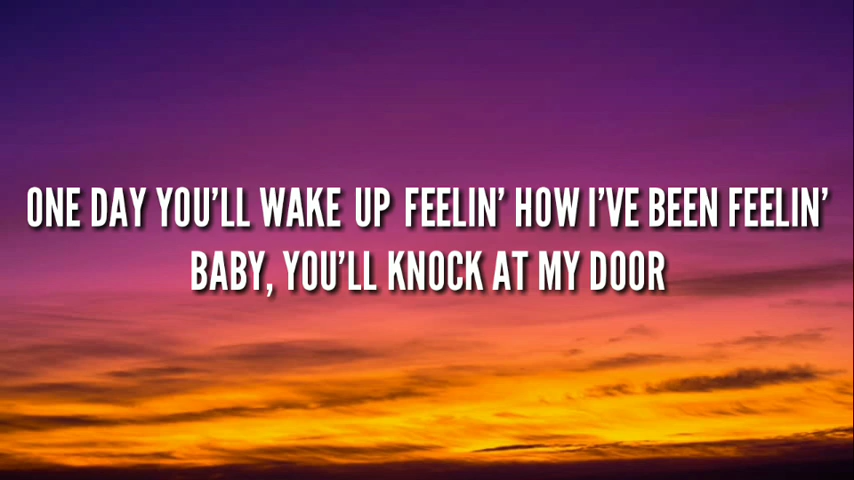 ONE DAY YOU'LL WAKE UP FEELIN' HOW I'VE BEEN FEELIN'
BABY, YOU'LL KNOCK AT MY DOOR